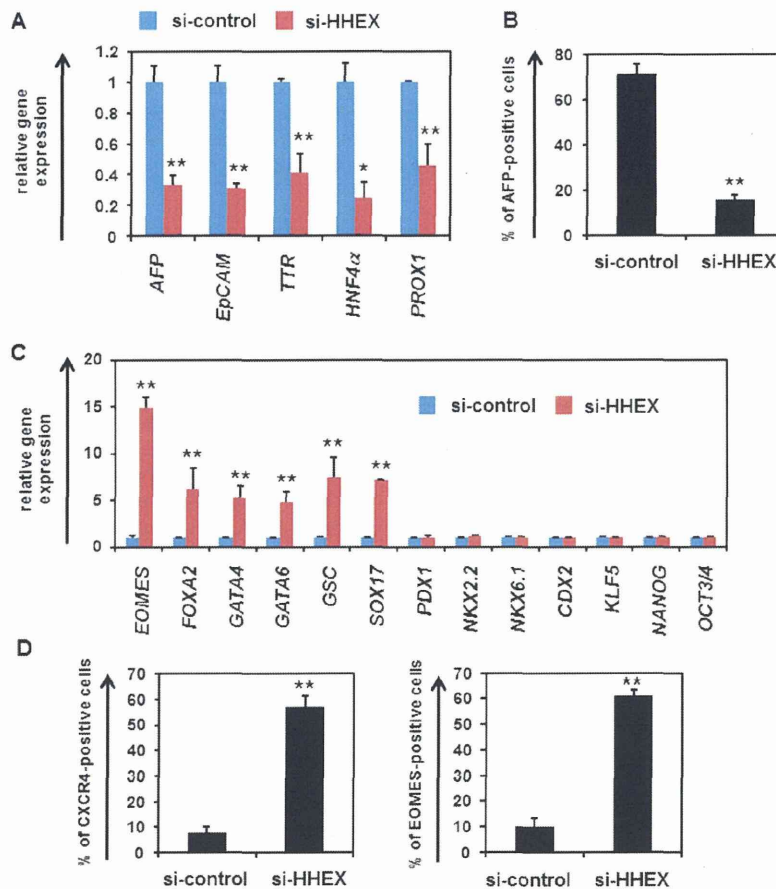 A
si-control
si-HHEX
relative gene
expression
1.2
1
0.8
0.6
0.4
0.2
0
**
**
**
*
**
AFP
EpCAM
TTR
HNF4α
PROX1
B
% of AFP-positive cells
80
60
40
20
0
**
si-control
si-HHEX
C
relative gene
expression
20
15
10
5
0
si-control
si-HHEX
**
**
**
**
**
**
EOMES
FOXA2
GATA4
GATA6
GSC
SOX17
PDX1
NKX2.2
NKX6.1
CDX2
KLF5
NANOG
OCT3/4
D
% of CXCR4-positive cells
70
60
50
40
30
20
10
0
**
si-control
si-HHEX
% of EOMES-positive cells
70
60
50
40
30
20
10
0
**
si-control
si-HHEX